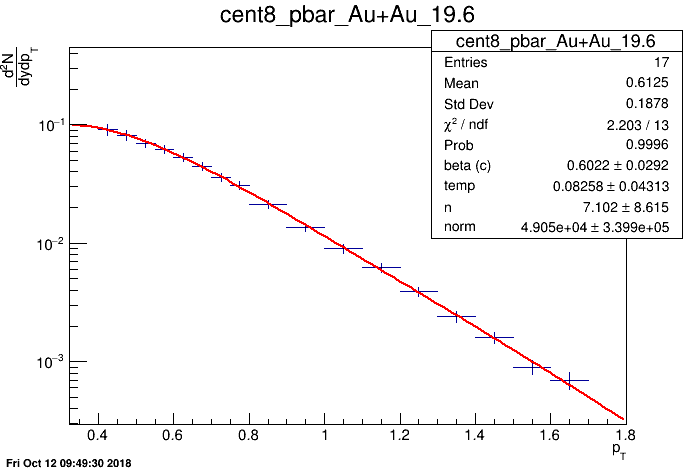 cent8_pbar_Au+Au_19.6
d²N
dydp_T
cent8_pbar_Au+Au_19.6
Entries 17
Mean 0.6125
Std Dev 0.1878
χ² / ndf 2.203 / 13
Prob 0.9996
beta (c) 0.6022 ± 0.0292
temp 0.08258 ± 0.04313
n 7.102 ± 8.615
norm 4.905e+04 ± 3.399e+05
10⁻¹
10⁻²
10⁻³
0.4 0.6 0.8 1 1.2 1.4 1.6 1.8
p_T
Fri Oct 12 09:49:30 2018